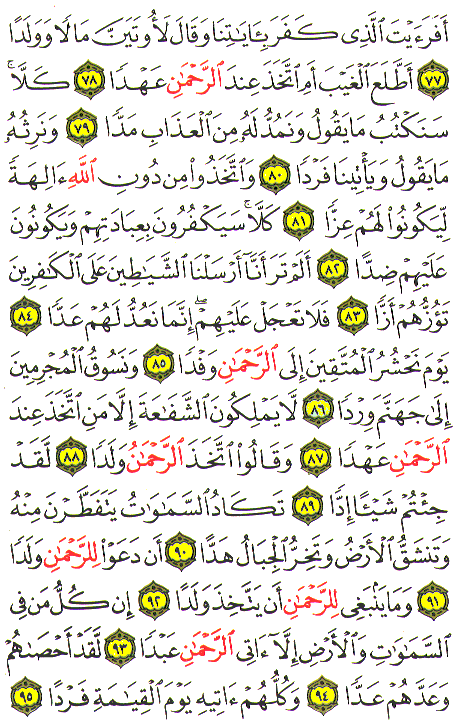 أَفَرَءَيْتَ ٱلَّذِى كَفَرَ بِـَٔايَـٰتِنَا وَقَالَ لَأُوتَيَنَّ مَالًا وَوَلَدًا
٧٧ أَطَّلَعَ ٱلْغَيْبَ أَمِ ٱتَّخَذَ عِندَ ٱلرَّحْمَـٰنِ عَهْدًا ٧٨ كَلَّا ۚ
سَنَكْتُبُ مَا يَقُولُ وَنَمُدُّ لَهُۥ مِنَ ٱلْعَذَابِ مَدًّا ٧٩ وَنَرِثُهُۥ
مَا يَقُولُ وَيَأْتِينَا فَرْدًا ٨٠ وَٱتَّخَذُوا۟ مِن دُونِ ٱللَّهِ ءَالِهَةً
لِّيَكُونُوا۟ لَهُمْ عِزًّا ٨١ كَلَّا ۚ سَيَكْفُرُونَ بِعِبَادَتِهِمْ وَيَكُونُونَ
عَلَيْهِمْ ضِدًّا ٨٢ أَلَمْ تَرَ أَنَّآ أَرْسَلْنَا ٱلشَّيَـٰطِينَ عَلَى ٱلْكَـٰفِرِينَ
تَؤُزُّهُمْ أَزًّا ٨٣ فَلَا تَعْجَلْ عَلَيْهِمْ ۖ إِنَّمَا نَعُدُّ لَهُمْ عَدًّا ٨٤
يَوْمَ نَحْشُرُ ٱلْمُتَّقِينَ إِلَى ٱلرَّحْمَـٰنِ وَفْدًا ٨٥ وَنَسُوقُ ٱلْمُجْرِمِينَ
إِلَىٰ جَهَنَّمَ وِرْدًا ٨٦ لَّا يَمْلِكُونَ ٱلشَّفَـٰعَةَ إِلَّا مَنِ ٱتَّخَذَ عِندَ
ٱلرَّحْمَـٰنِ عَهْدًا ٨٧ وَقَالُوا۟ ٱتَّخَذَ ٱلرَّحْمَـٰنُ وَلَدًا ٨٨ لَّقَدْ
جِئْتُمْ شَيْـًٔا إِدًّا ٨٩ تَكَادُ ٱلسَّمَـٰوَٰتُ يَتَفَطَّرْنَ مِنْهُ
وَتَنشَقُّ ٱلْأَرْضُ وَتَخِرُّ ٱلْجِبَالُ هَدًّا ٩٠ أَن دَعَوْا۟ لِلرَّحْمَـٰنِ وَلَدًا
٩١ وَمَا يَنۢبَغِى لِلرَّحْمَـٰنِ أَن يَتَّخِذَ وَلَدًا ٩٢ إِن كُلُّ مَن فِى
ٱلسَّمَـٰوَٰتِ وَٱلْأَرْضِ إِلَّآ ءَاتِى ٱلرَّحْمَـٰنِ عَبْدًا ٩٣ لَّقَدْ أَحْصَىٰهُمْ
وَعَدَّهُمْ عَدًّا ٩٤ وَكُلُّهُمْ ءَاتِيهِ يَوْمَ ٱلْقِيَـٰمَةِ فَرْدًا ٩٥